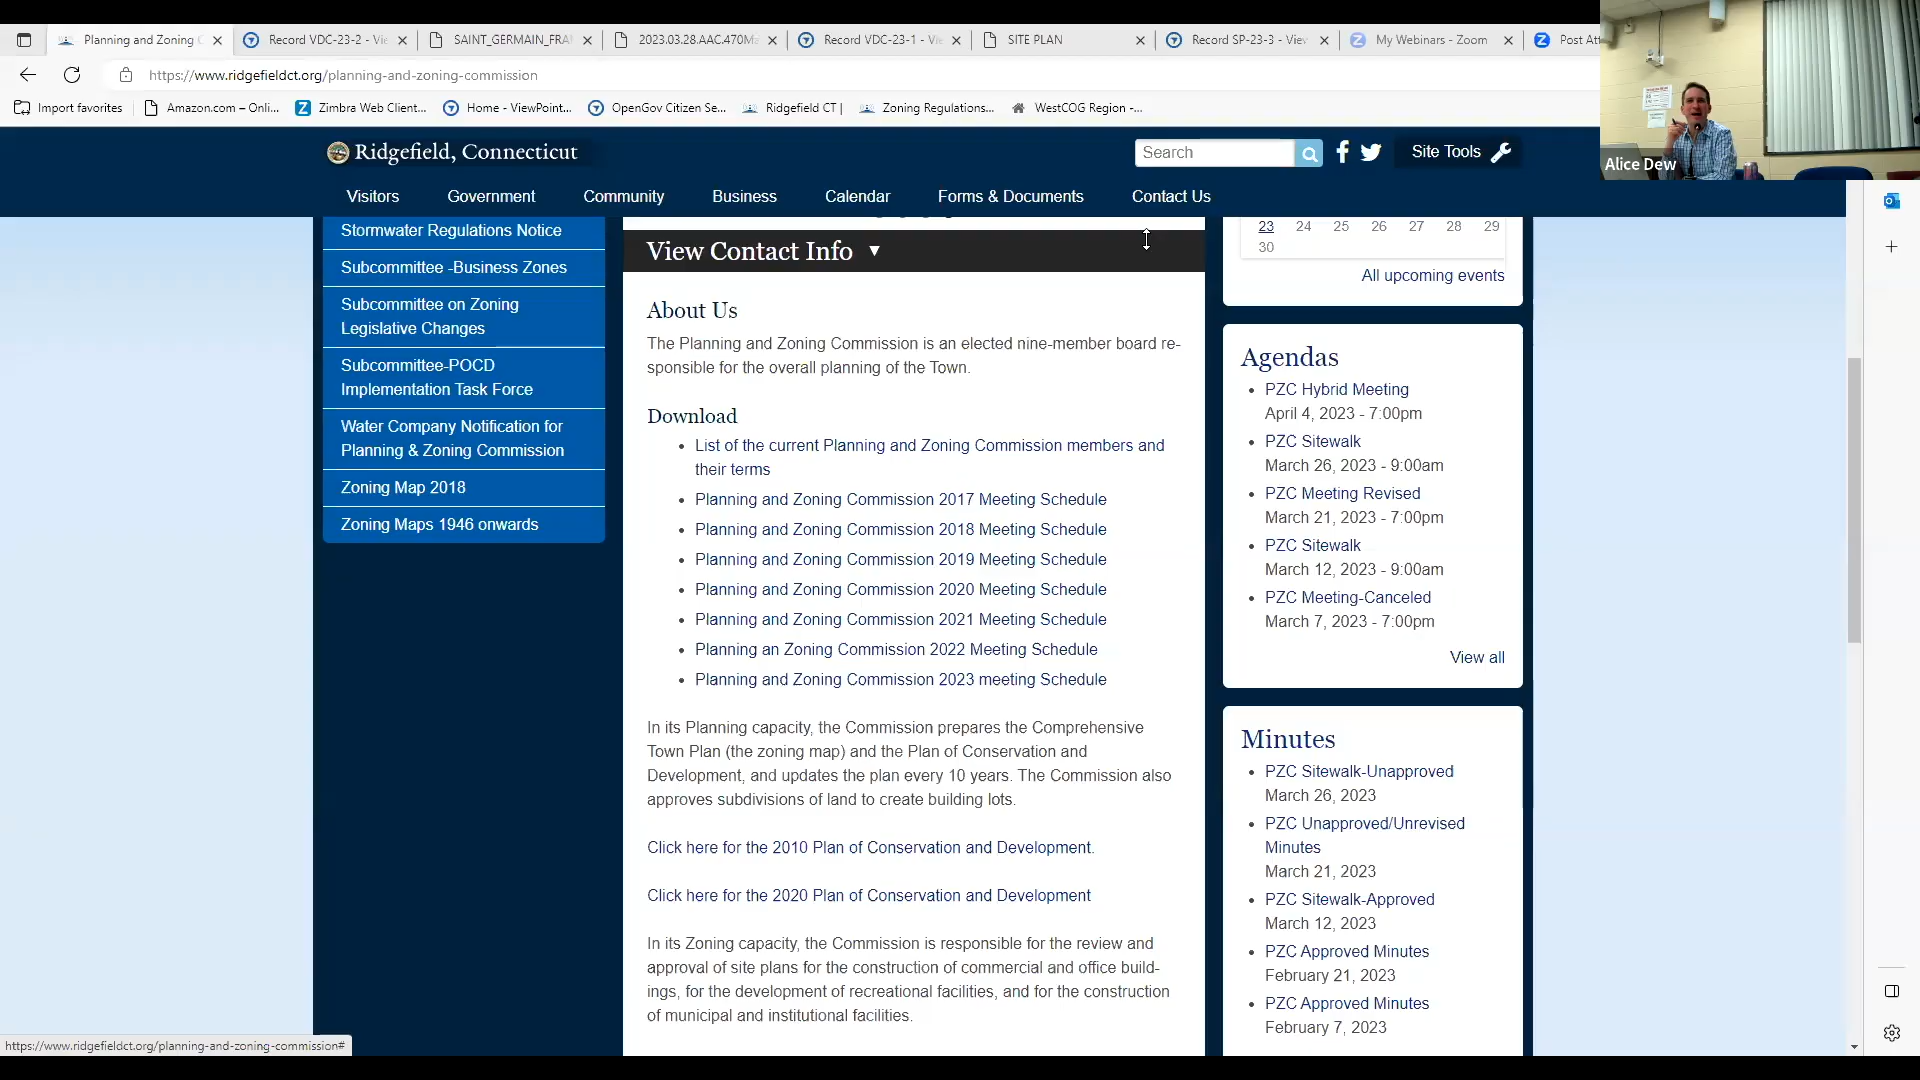 Planning and Zoning C
Record VDC-23-2 - Vie
SAINT_GERMAIN_FRA
2023.03.28.AAC.470Ma
Record VDC-23-1 - Vie
SITE PLAN
Record SP-23-3 - View
My Webinars - Zoom
Post Att
https://www.ridgefieldct.org/planning-and-zoning-commission
Import favorites
Amazon.com – Onli...
Zimbra Web Client...
Home - ViewPoint...
OpenGov Citizen Se...
Ridgefield CT |
Zoning Regulations...
WestCOG Region -...
Alice Dew
Ridgefield, Connecticut
Search
Site Tools
Visitors
Government
Community
Business
Calendar
Forms & Documents
Contact Us
Stormwater Regulations Notice
Subcommittee -Business Zones
Subcommittee on Zoning
Legislative Changes
Subcommittee-POCD
Implementation Task Force
Water Company Notification for
Planning & Zoning Commission
Zoning Map 2018
Zoning Maps 1946 onwards
View Contact Info ▼
About Us
The Planning and Zoning Commission is an elected nine-member board re-
sponsible for the overall planning of the Town.
Download
• List of the current Planning and Zoning Commission members and
their terms
• Planning and Zoning Commission 2017 Meeting Schedule
• Planning and Zoning Commission 2018 Meeting Schedule
• Planning and Zoning Commission 2019 Meeting Schedule
• Planning and Zoning Commission 2020 Meeting Schedule
• Planning and Zoning Commission 2021 Meeting Schedule
• Planning an Zoning Commission 2022 Meeting Schedule
• Planning and Zoning Commission 2023 meeting Schedule
In its Planning capacity, the Commission prepares the Comprehensive
Town Plan (the zoning map) and the Plan of Conservation and
Development, and updates the plan every 10 years. The Commission also
approves subdivisions of land to create building lots.
Click here for the 2010 Plan of Conservation and Development.
Click here for the 2020 Plan of Conservation and Development
In its Zoning capacity, the Commission is responsible for the review and
approval of site plans for the construction of commercial and office build-
ings, for the development of recreational facilities, and for the construction
of municipal and institutional facilities.
23 24 25 26 27 28 29
30
All upcoming events
Agendas
• PZC Hybrid Meeting
April 4, 2023 - 7:00pm
• PZC Sitewalk
March 26, 2023 - 9:00am
• PZC Meeting Revised
March 21, 2023 - 7:00pm
• PZC Sitewalk
March 12, 2023 - 9:00am
• PZC Meeting-Canceled
March 7, 2023 - 7:00pm
View all
Minutes
• PZC Sitewalk-Unapproved
March 26, 2023
• PZC Unapproved/Unrevised
Minutes
March 21, 2023
• PZC Sitewalk-Approved
March 12, 2023
• PZC Approved Minutes
February 21, 2023
• PZC Approved Minutes
February 7, 2023
https://www.ridgefieldct.org/planning-and-zoning-commission#